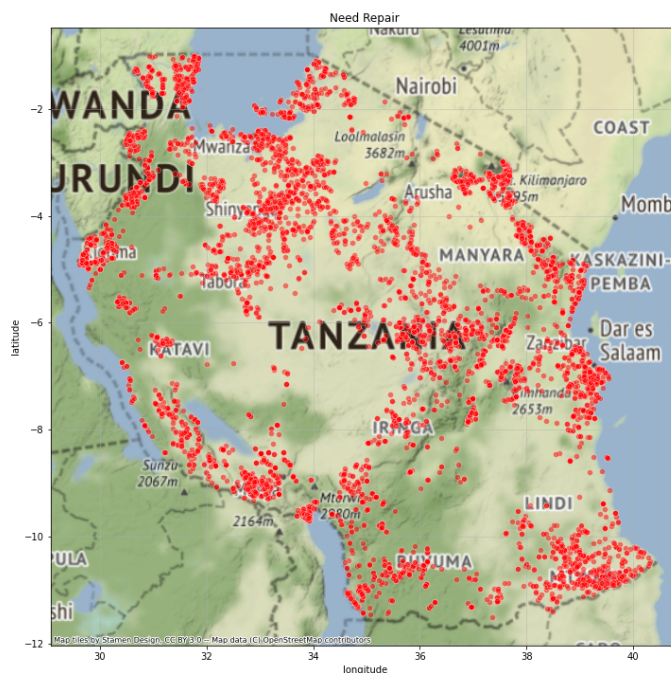 Need Repair
Nakuru
Lesatima
4001m
Nairobi
WANDA
COAST
Mwanza
Loolmalasin
3682m
URUNDI
Kilimanjaro
Arusha
Momb
MANYARA
KASKAZINI-
PEMBA
Tabora
TANZANIA
Dar es
Salaam
Zanzibar
KATAVI
2653m
IRINGA
Sunzu
2067m
Mtorwi
2980m
LINDI
2164m
PULA
RUVUMA
shi
Map tiles by Stamen Design, CC BY 3.0 -- Map data (C) OpenStreetMap contributors
−2
−4
−6
−8
−10
−12
30
32
34
36
38
40
latitude
longitude